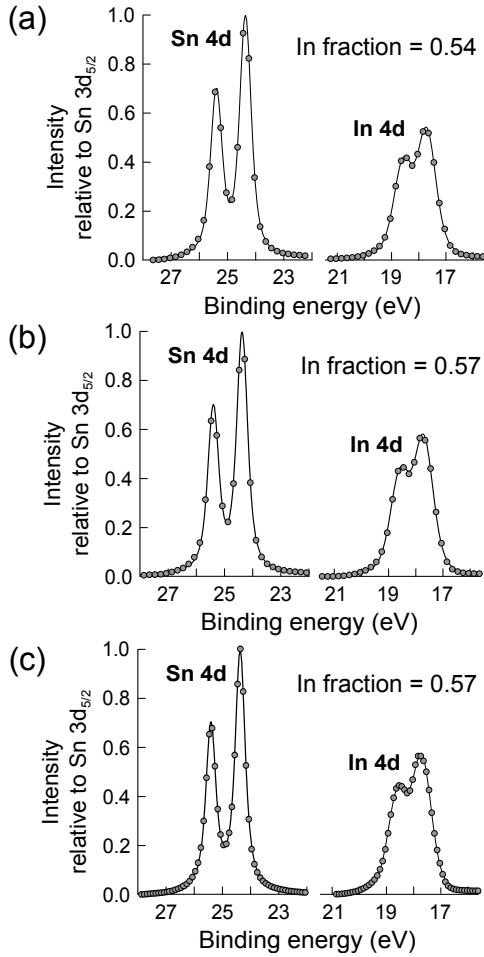 (a)
Sn 4d
In fraction = 0.54
In 4d
Intensity
relative to Sn 3d5/2
1.0
0.8
0.6
0.4
0.2
0.0
27 25 23 21 19 17
Binding energy (eV)
(b)
Sn 4d
In fraction = 0.57
In 4d
Intensity
relative to Sn 3d5/2
1.0
0.8
0.6
0.4
0.2
0.0
27 25 23 21 19 17
Binding energy (eV)
(c)
Sn 4d
In fraction = 0.57
In 4d
Intensity
relative to Sn 3d5/2
1.0
0.8
0.6
0.4
0.2
0.0
27 25 23 21 19 17
Binding energy (eV)